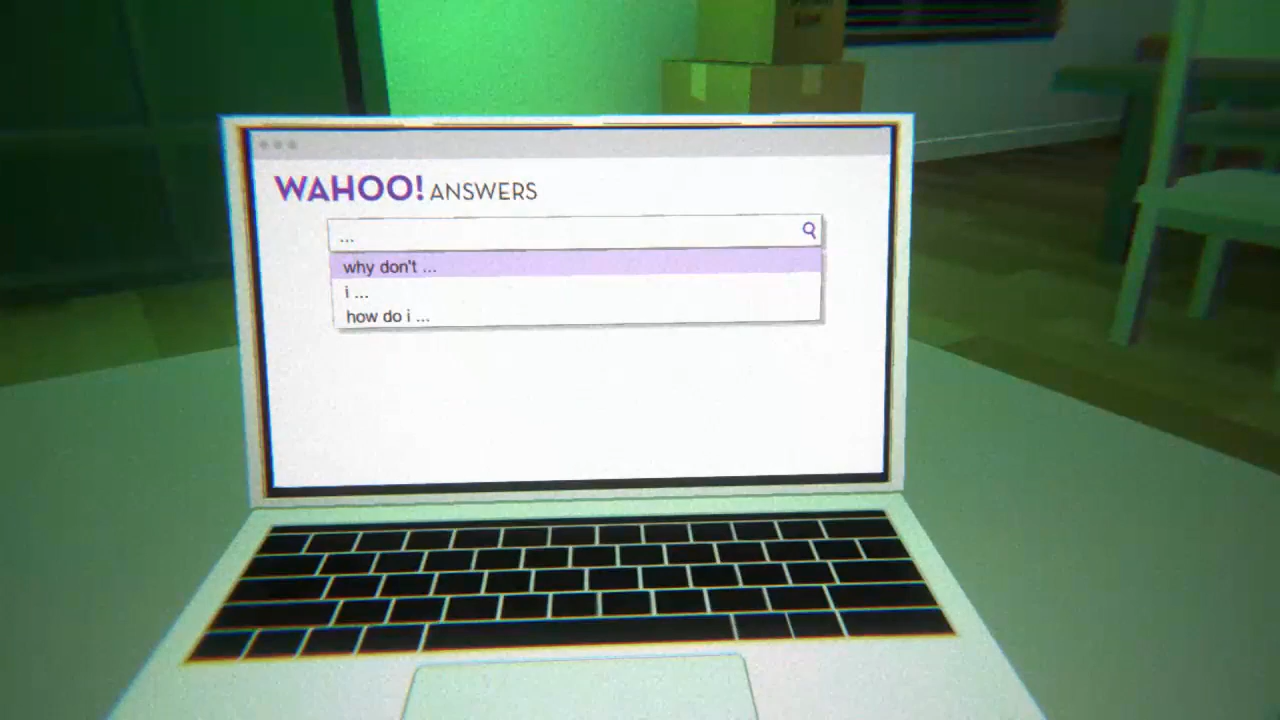 WAHOO! ANSWERS
...
why don't ...
i ...
how do i ...